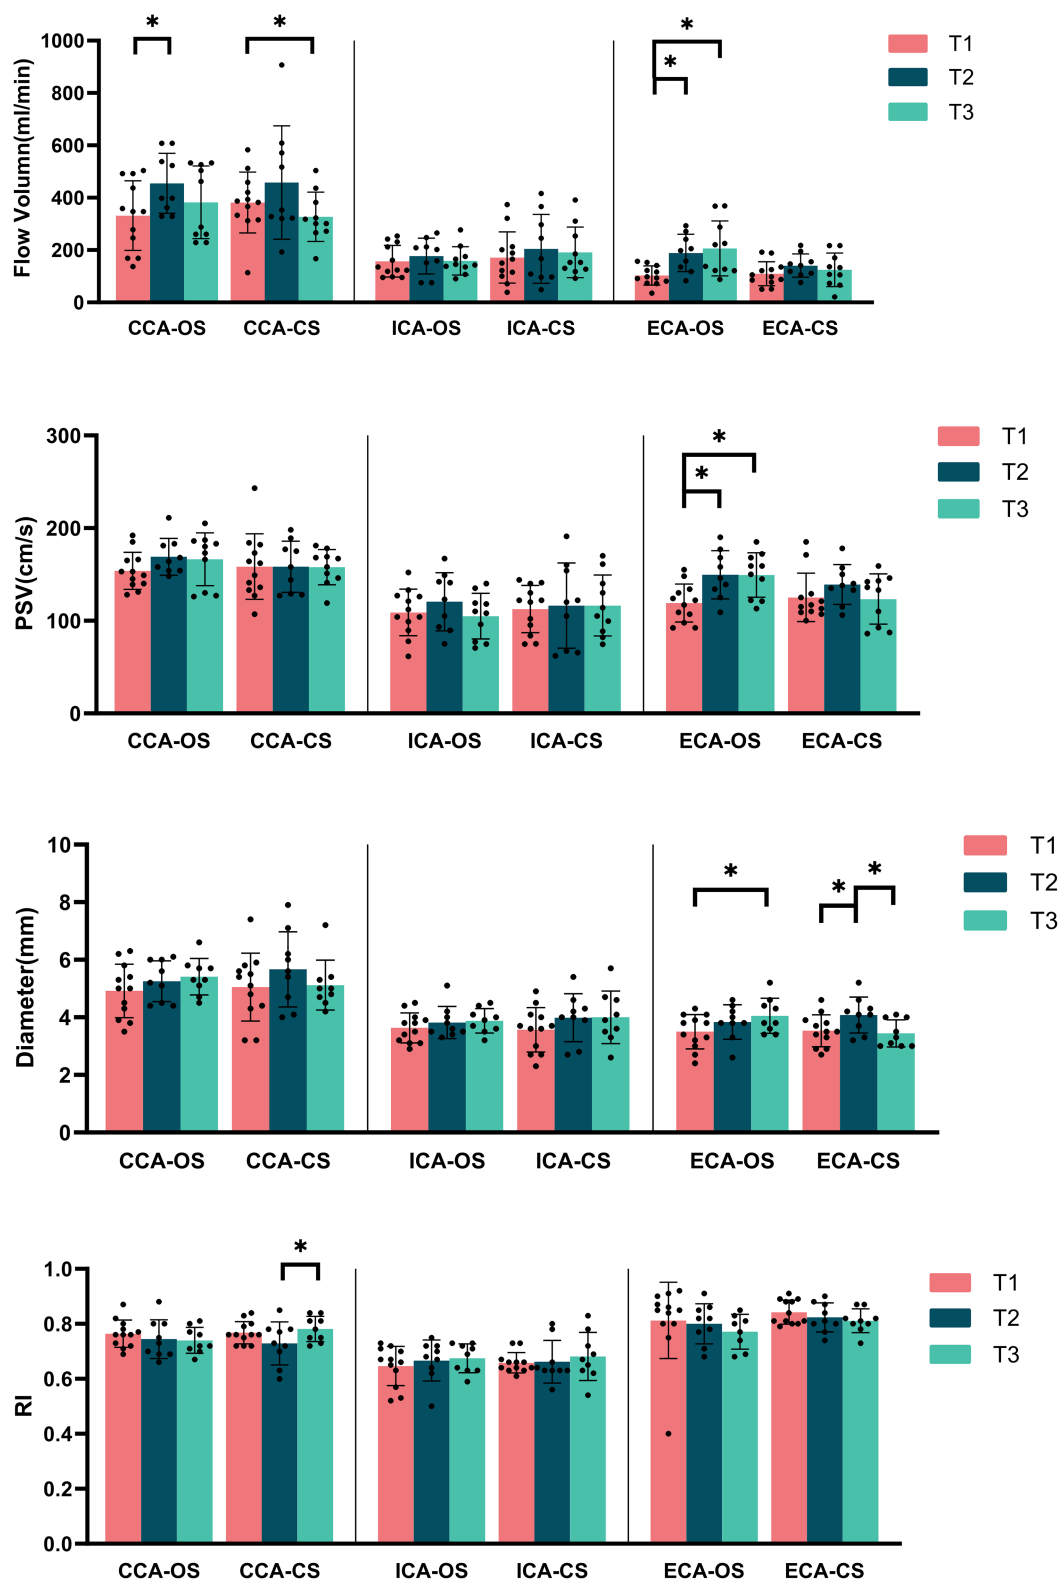 * *
*
*
1000
800
600
400
200
0
Flow Volumn(ml/min)
T1
T2
T3
CCA-OS CCA-CS ICA-OS ICA-CS ECA-OS ECA-CS
*
*
300
200
100
0
PSV(cm/s)
T1
T2
T3
CCA-OS CCA-CS ICA-OS ICA-CS ECA-OS ECA-CS
* * *
10
8
6
4
2
0
Diameter(mm)
T1
T2
T3
CCA-OS CCA-CS ICA-OS ICA-CS ECA-OS ECA-CS
*
1.0
0.8
0.6
0.4
0.2
0.0
RI
T1
T2
T3
CCA-OS CCA-CS ICA-OS ICA-CS ECA-OS ECA-CS